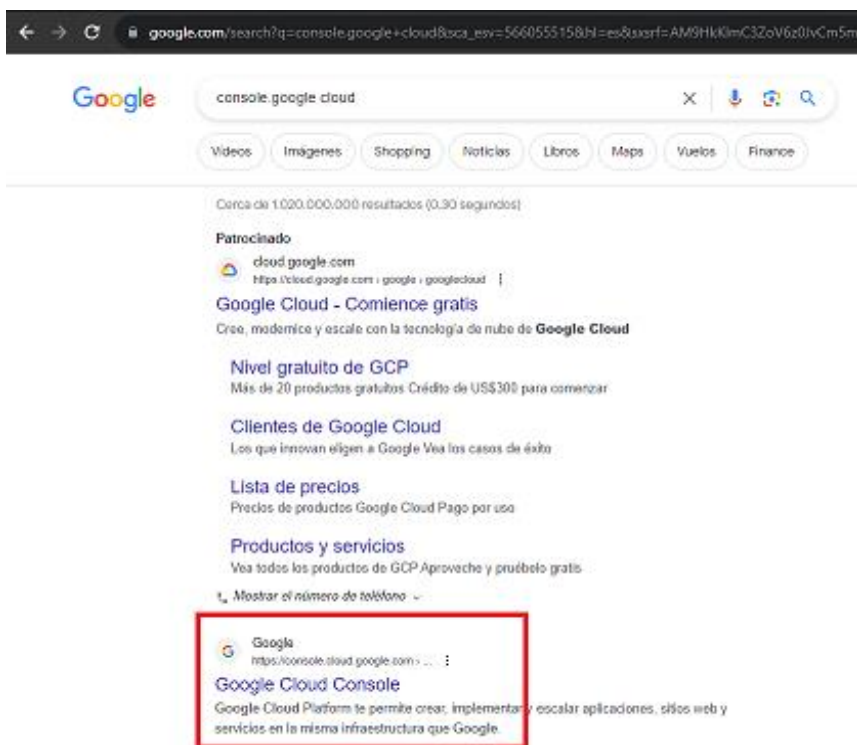 google.com/search?q=console.google+cloud&sca_esv=566055515&hl=es&sxsrf=
Google
console.google cloud
Videos Imágenes Shopping Noticias Libros Maps Vuelos Finance
Cerca de 1.020.000.000 resultados (0.30 segundos)
Patrocinado
cloud.google.com
https://cloud.google.com › google › googlecloud
Google Cloud - Comience gratis
Cree, modernice y escale con la tecnología de nube de Google Cloud
Nivel gratuito de GCP
Más de 20 productos gratuitos Crédito de US$300 para comenzar
Clientes de Google Cloud
Los que innovan eligen a Google Vea los casos de éxito
Lista de precios
Precios de productos Google Cloud Pago por uso
Productos y servicios
Vea todos los productos de GCP Aproveche y pruébelo gratis
Mostrar el número de teléfono
Google
https://console.cloud.google.com › ...
Google Cloud Console
Google Cloud Platform te permite crear, implementar y escalar aplicaciones, sitios web y
servicios en la misma infraestructura que Google.